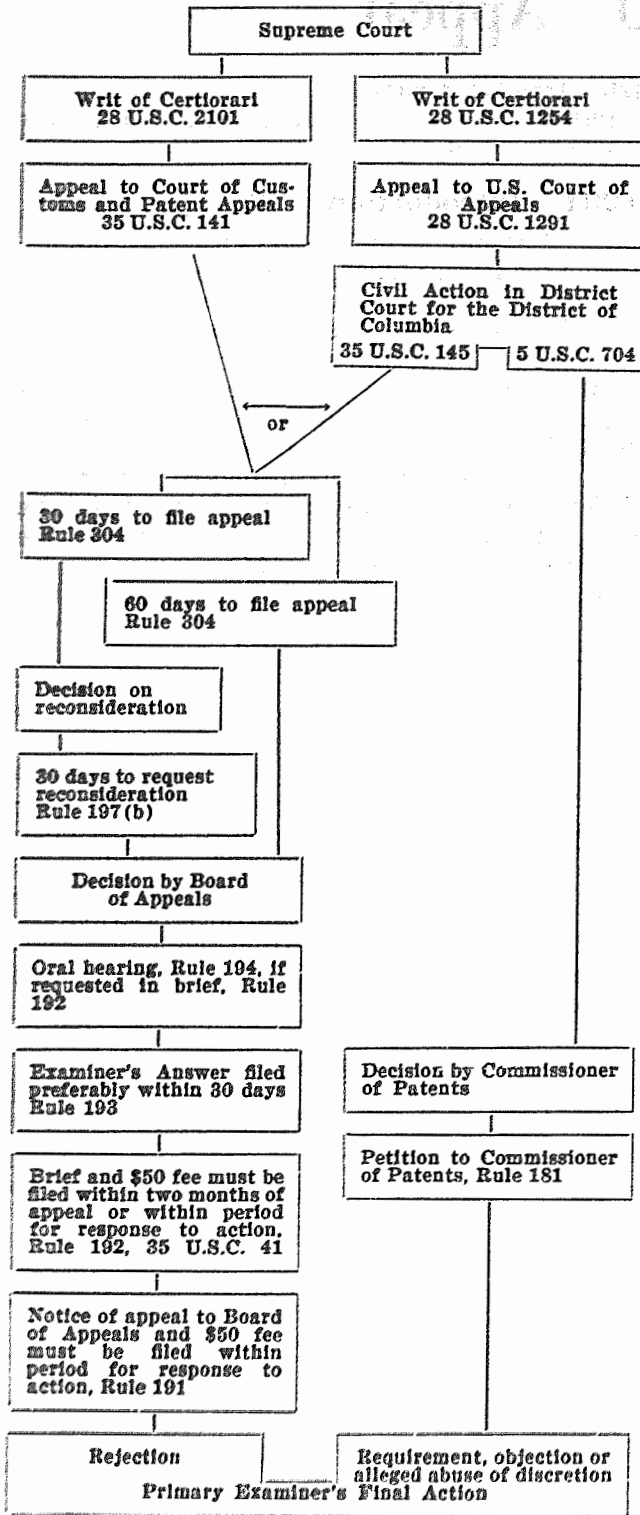 Supreme Court
Writ of Certiorari
28 U.S.C. 2101
Writ of Certiorari
28 U.S.C. 1254
Appeal to Court of Cus-
toms and Patent Appeals
35 U.S.C. 141
Appeal to U.S. Court of
Appeals
28 U.S.C. 1291
Civil Action in District
Court for the District of
Columbia
35 U.S.C. 145
5 U.S.C. 704
or
30 days to file appeal
Rule 304
60 days to file appeal
Rule 304
Decision on
reconsideration
30 days to request
reconsideration
Rule 197(b)
Decision by Board
of Appeals
Oral hearing, Rule 194, if
requested in brief, Rule
192
Examiner's Answer filed
preferably within 30 days
Rule 193
Decision by Commissioner
of Patents
Petition to Commissioner
of Patents, Rule 181
Brief and $50 fee must be
filed within two months of
appeal or within period
for response to action,
Rule 192, 35 U.S.C. 41
Notice of appeal to Board
of Appeals and $50 fee
must be filed within
period for response to
action, Rule 191
Rejection
Requirement, objection or
alleged abuse of discretion
Primary Examiner's Final Action